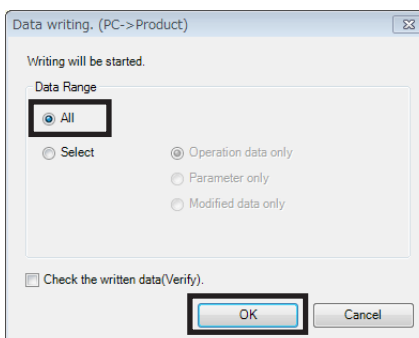 Data writing. (PC->Product)
Writing will be started.
Data Range
All
Select
Operation data only
Parameter only
Modified data only
Check the written data(Verify).
OK
Cancel